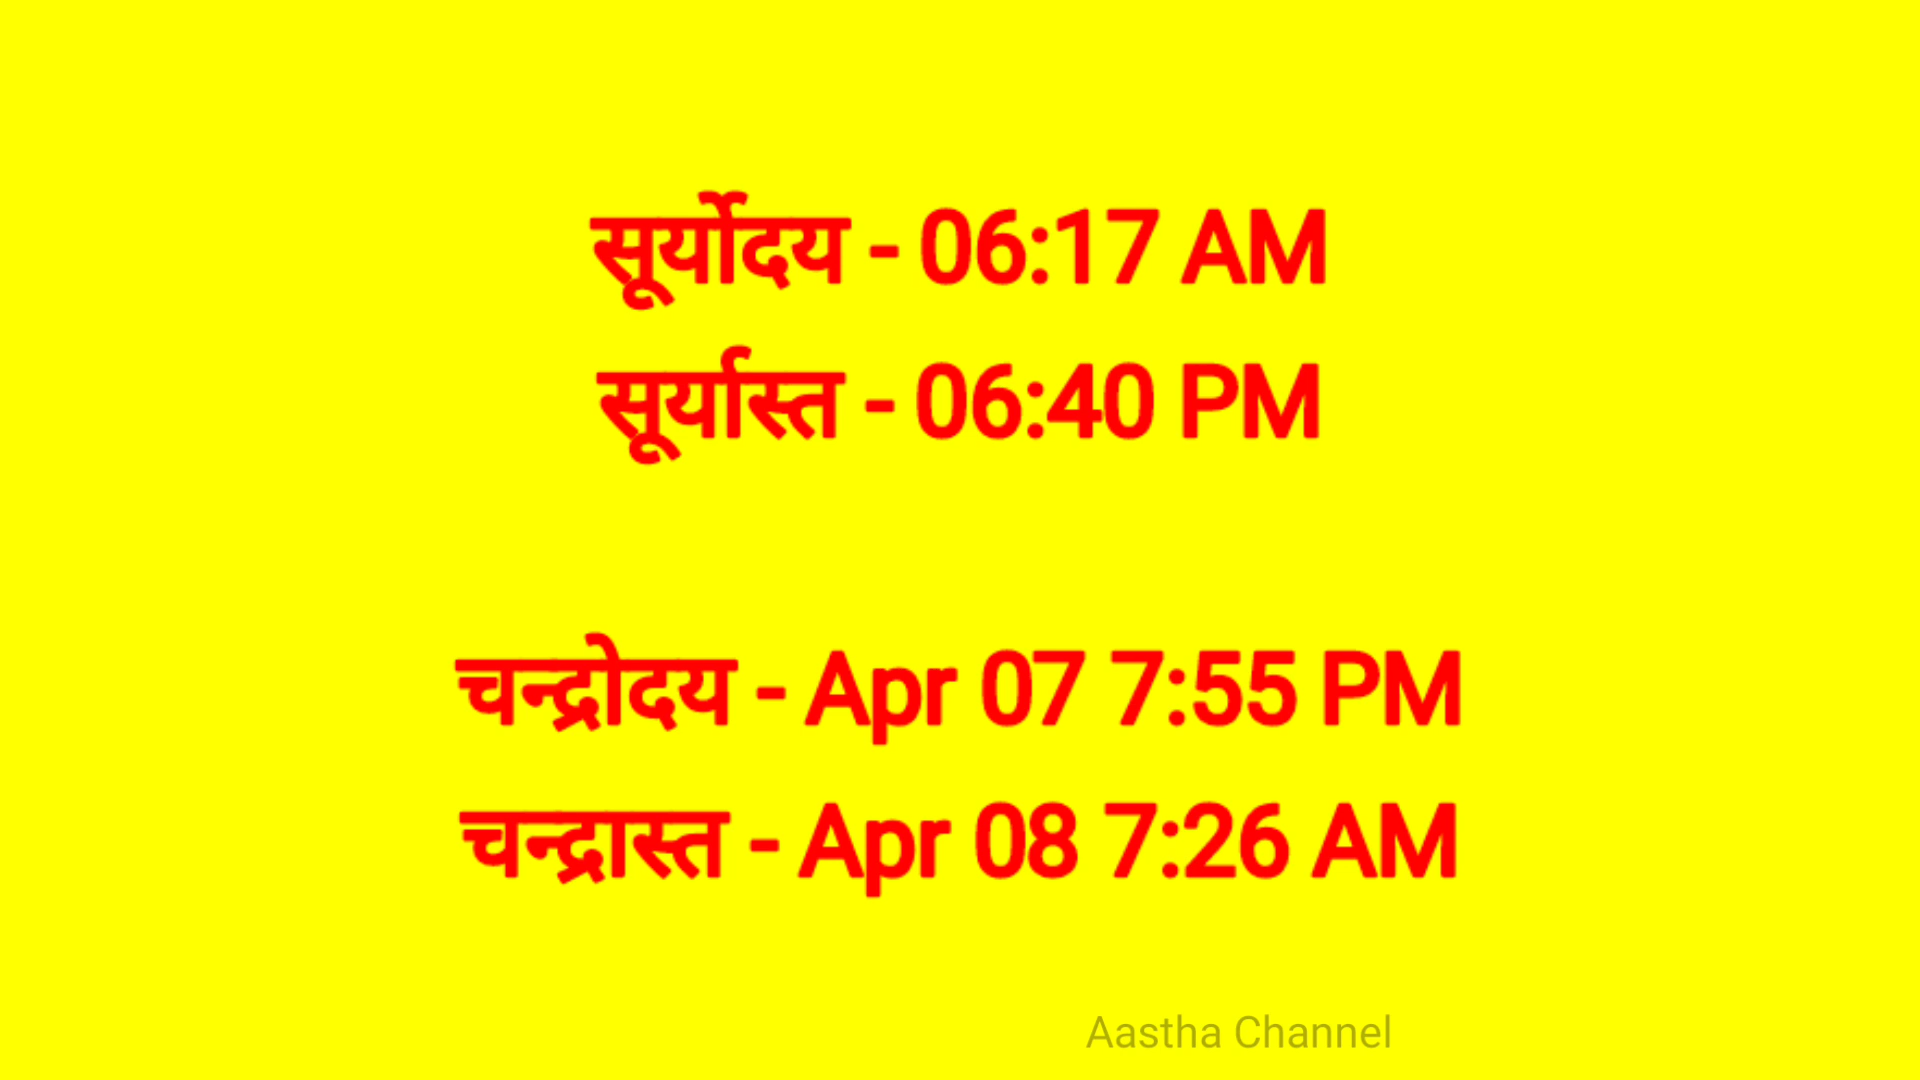 सूर्योदय - 06:17 AM
सूर्यास्त - 06:40 PM
चन्द्रोदय - Apr 07 7:55 PM
चन्द्रास्त - Apr 08 7:26 AM
Aastha Channel